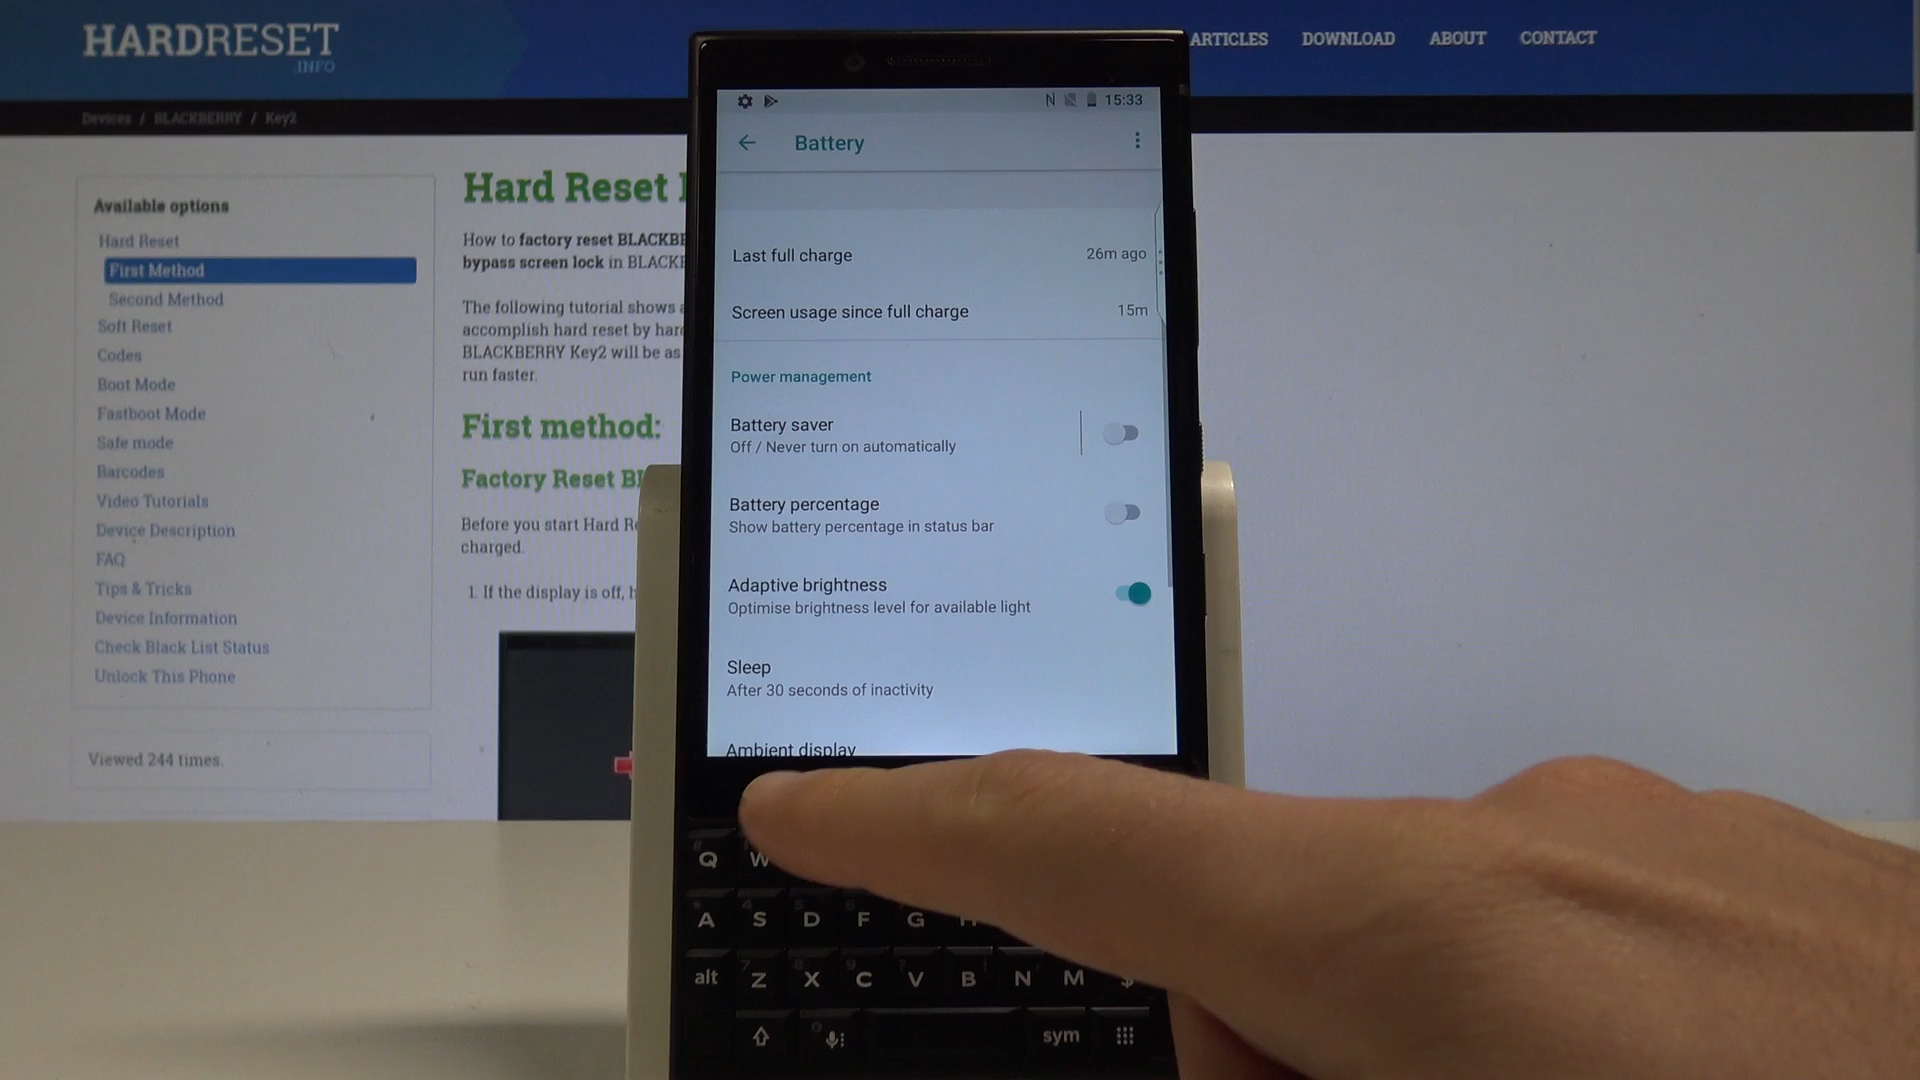 HARDRESET
.INFO
ARTICLES DOWNLOAD ABOUT CONTACT
Devices / BLACKBERRY / Key2
Available options
Hard Reset
First Method
Second Method
Soft Reset
Codes
Boot Mode
Fastboot Mode
Safe mode
Barcodes
Video Tutorials
Device Description
FAQ
Tips & Tricks
Device Information
Check Black List Status
Unlock This Phone
Viewed 244 times.
Hard Reset
How to factory reset
bypass screen lock in
The following tutorial shows
accomplish hard reset by
BLACKBERRY Key2 will be as
run faster.
First method:
Factory Reset
Before you start Hard
charged.
1. If the display is off,
N 15:33
Battery
Last full charge 26m ago
Screen usage since full charge 15m
Power management
Battery saver
Off / Never turn on automatically
Battery percentage
Show battery percentage in status bar
Adaptive brightness
Optimise brightness level for available light
Sleep
After 30 seconds of inactivity
Ambient display
Q W
A S D F G
alt Z X C V B N M $
sym